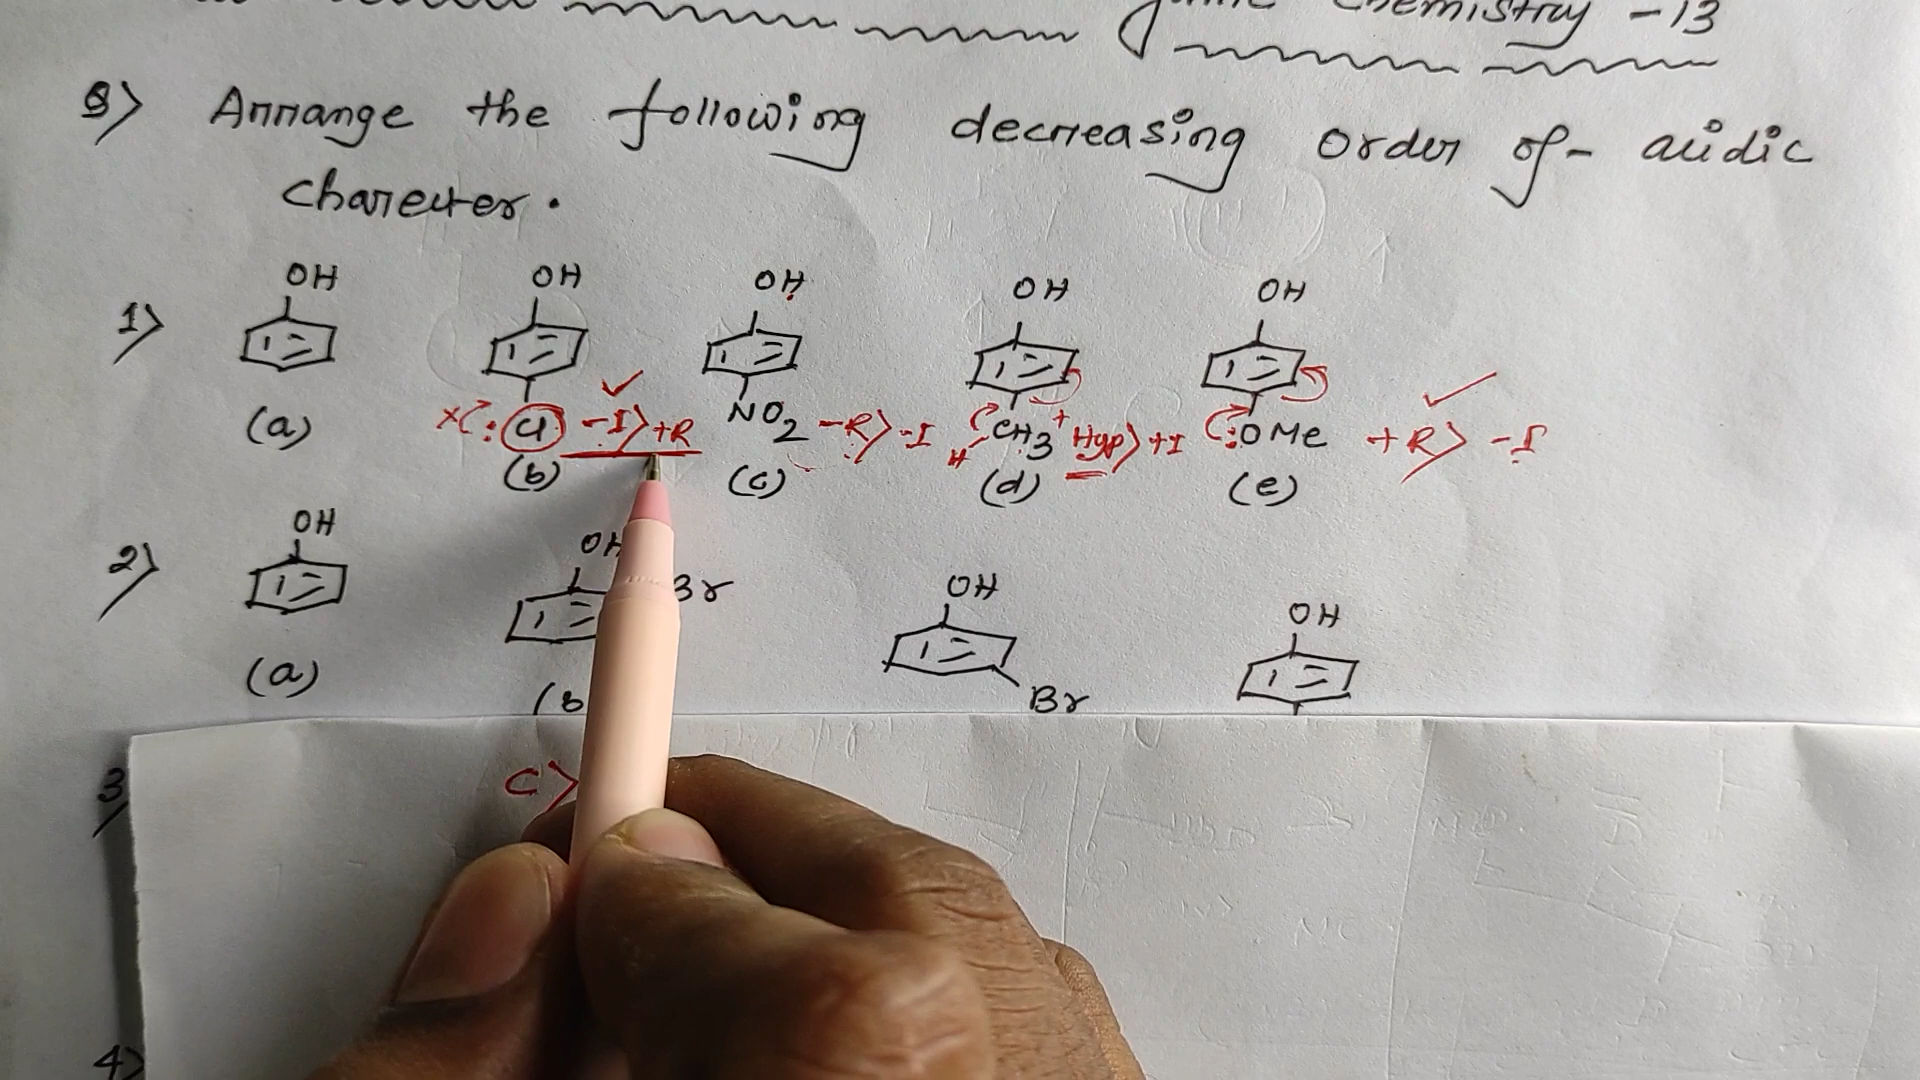 Chemistry -13
Q> Arrange the following decreasing order of- acidic
charecter.
OH OH OH OH OH
1>
x : Cl -I>+R NO2 -R>-I H CH3 + Hyp>+I :OMe +R> -I
(a) (b) (c) (d) (e)
OH OH OH OH
2> Br
Br
(a) (b
3 C>
4>